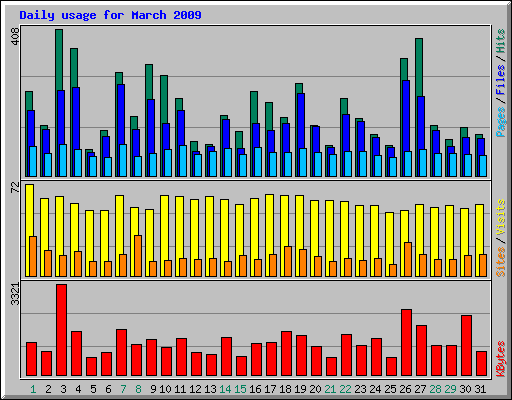 Daily usage for March 2009
408
Pages / Files / Hits
72
Sites / Visits
3321
KBytes
1 2 3 4 5 6 7 8 9 10 11 12 13 14 15 16 17 18 19 20 21 22 23 24 25 26 27 28 29 30 31